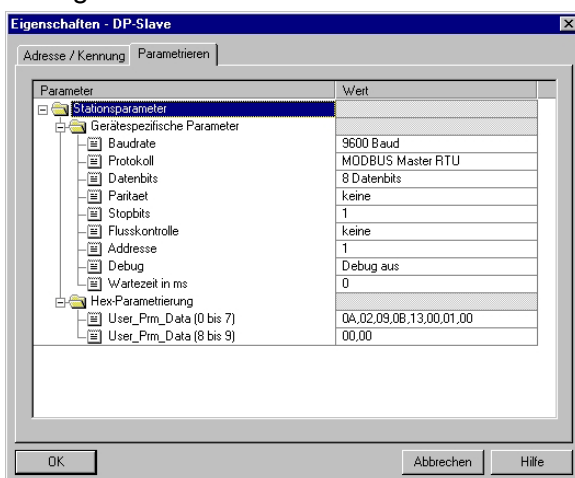 Eigenschaften - DP-Slave
Adresse / Kennung Parametrieren
Parameter Wert
Stationsparameter
Gerätespezifische Parameter
Baudrate 9600 Baud
Protokoll MODBUS Master RTU
Datenbits 8 Datenbits
Paritaet keine
Stopbits 1
Flusskontrolle keine
Addresse 1
Debug Debug aus
Wartezeit in ms 0
Hex-Parametrierung
User_Prm_Data (0 bis 7) 0A,02,09,0B,13,00,01,00
User_Prm_Data (8 bis 9) 00,00
OK Abbrechen Hilfe